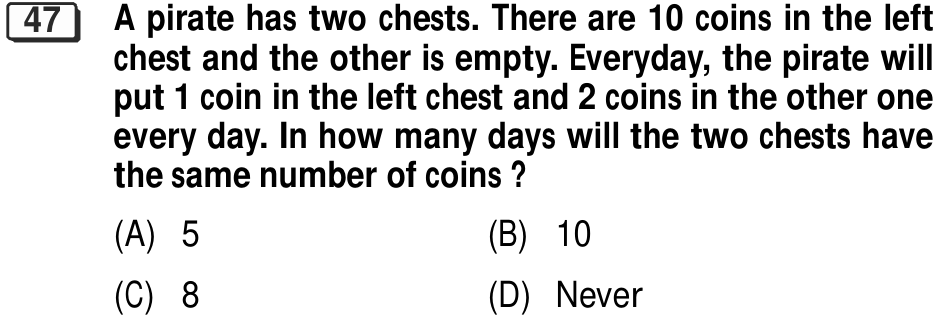 47 A pirate has two chests. There are 10 coins in the left
chest and the other is empty. Everyday, the pirate will
put 1 coin in the left chest and 2 coins in the other one
every day. In how many days will the two chests have
the same number of coins ?
(A) 5 (B) 10
(C) 8 (D) Never